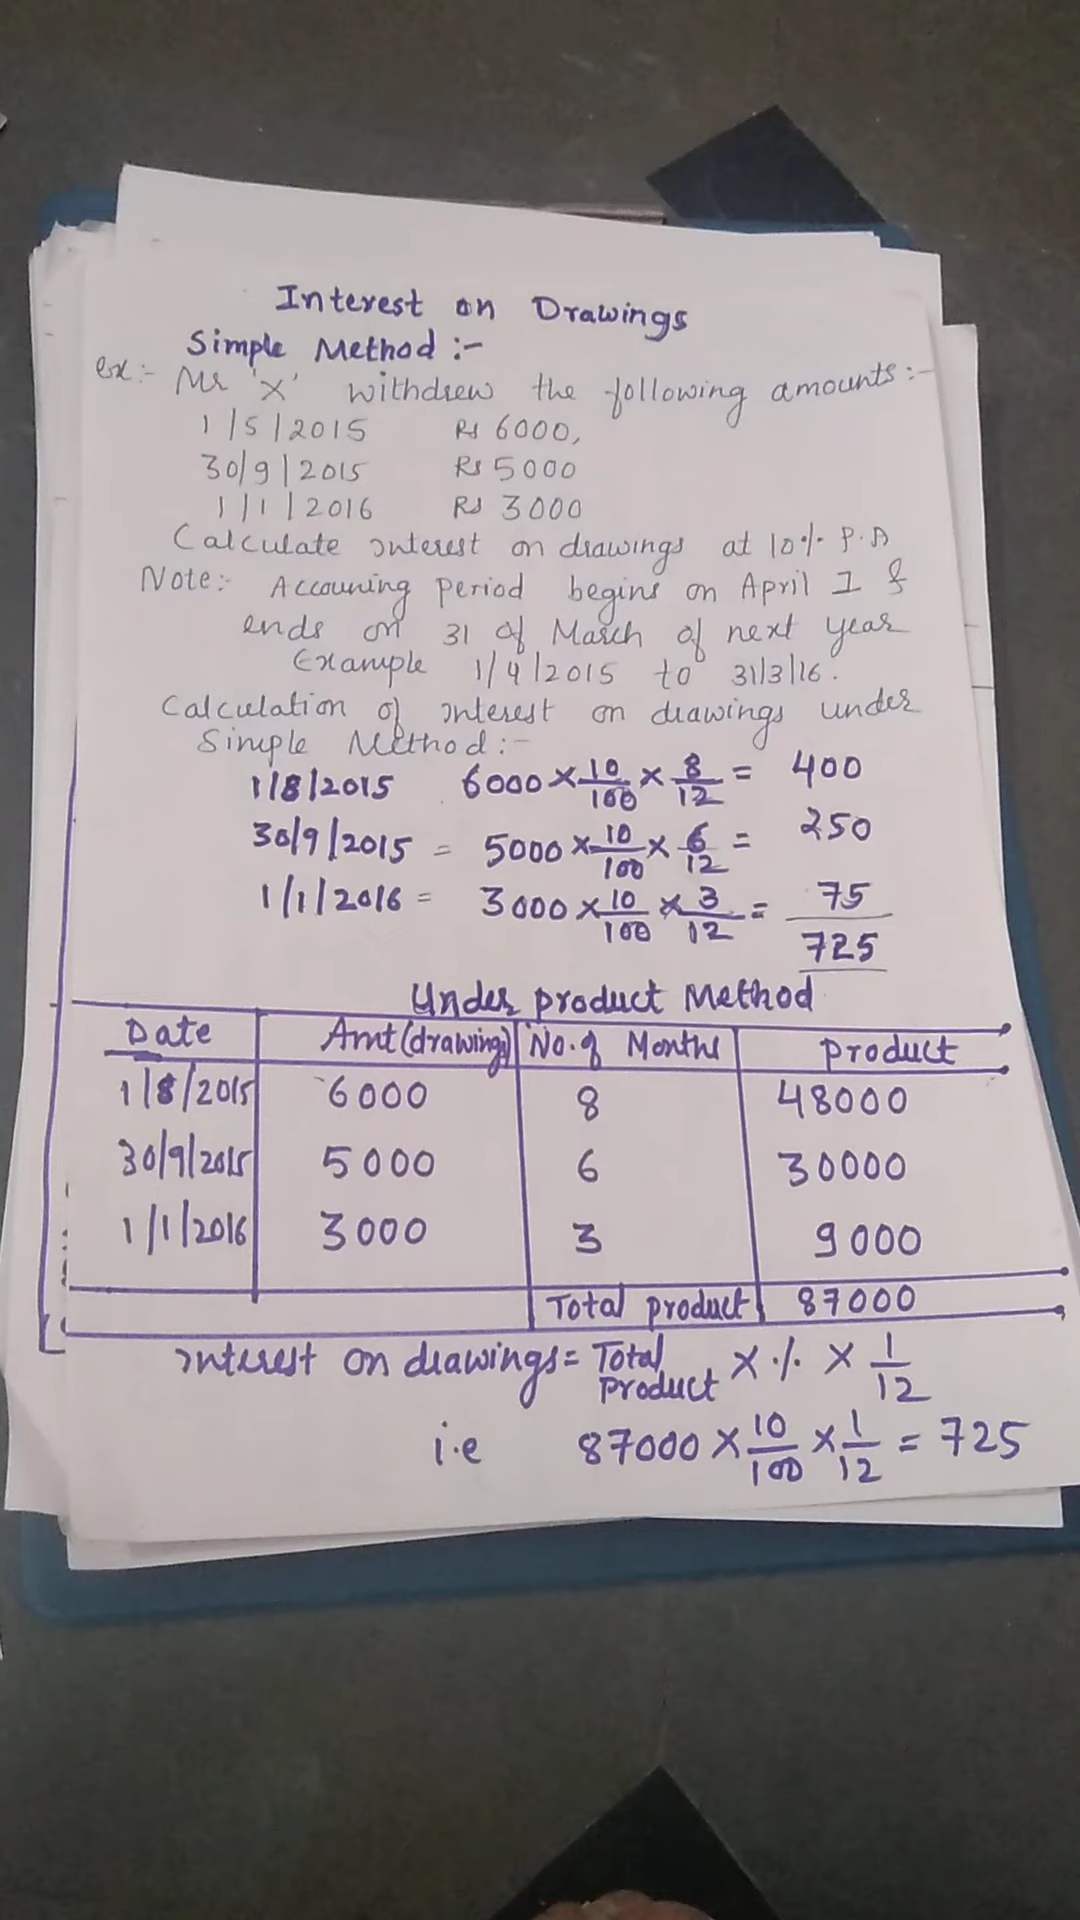 Interest on Drawings
Simple Method :-
ex:- Mr 'X' withdrew the following amounts:-
1/5/2015 Rs 6000,
30/9/2015 Rs 5000
1/1/2016 Rs 3000
Calculate interest on drawings at 10% P.A
Note:- Accouning period begins on April 1 &
ends on 31 of March of next year
Example 1/4/2015 to 31/3/16.
Calculation of interest on drawings under
Simple Method:-
1/8/2015 6000 × 10/100 × 8/12 = 400
30/9/2015 = 5000 × 10/100 × 6/12 = 250
1/1/2016 = 3000 × 10/100 × 3/12 = 75
725
Under product Method
Date Amt(drawings) No. of Months product
1/8/2015 6000 8 48000
30/9/2015 5000 6 30000
1/1/2016 3000 3 9000
Total product 87000
interest on drawings = Total product × % × 1/12
i.e 87000 × 10/100 × 1/12 = 725